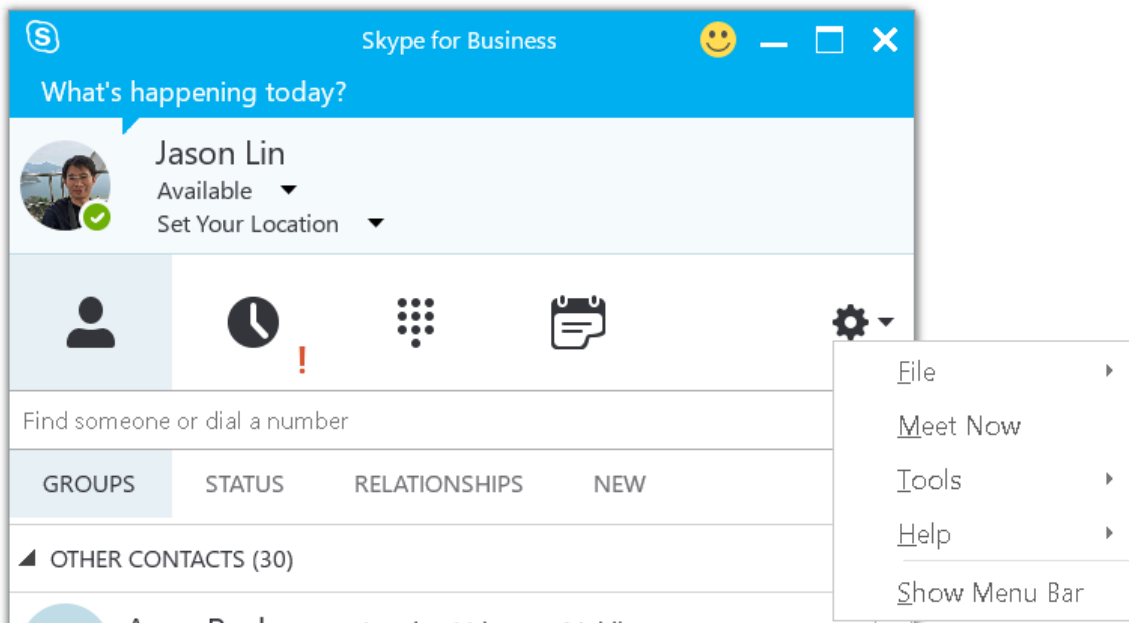 Skype for Business
What's happening today?
Jason Lin
Available
Set Your Location
!
File
Meet Now
Tools
Help
Show Menu Bar
Find someone or dial a number
GROUPS STATUS RELATIONSHIPS NEW
OTHER CONTACTS (30)